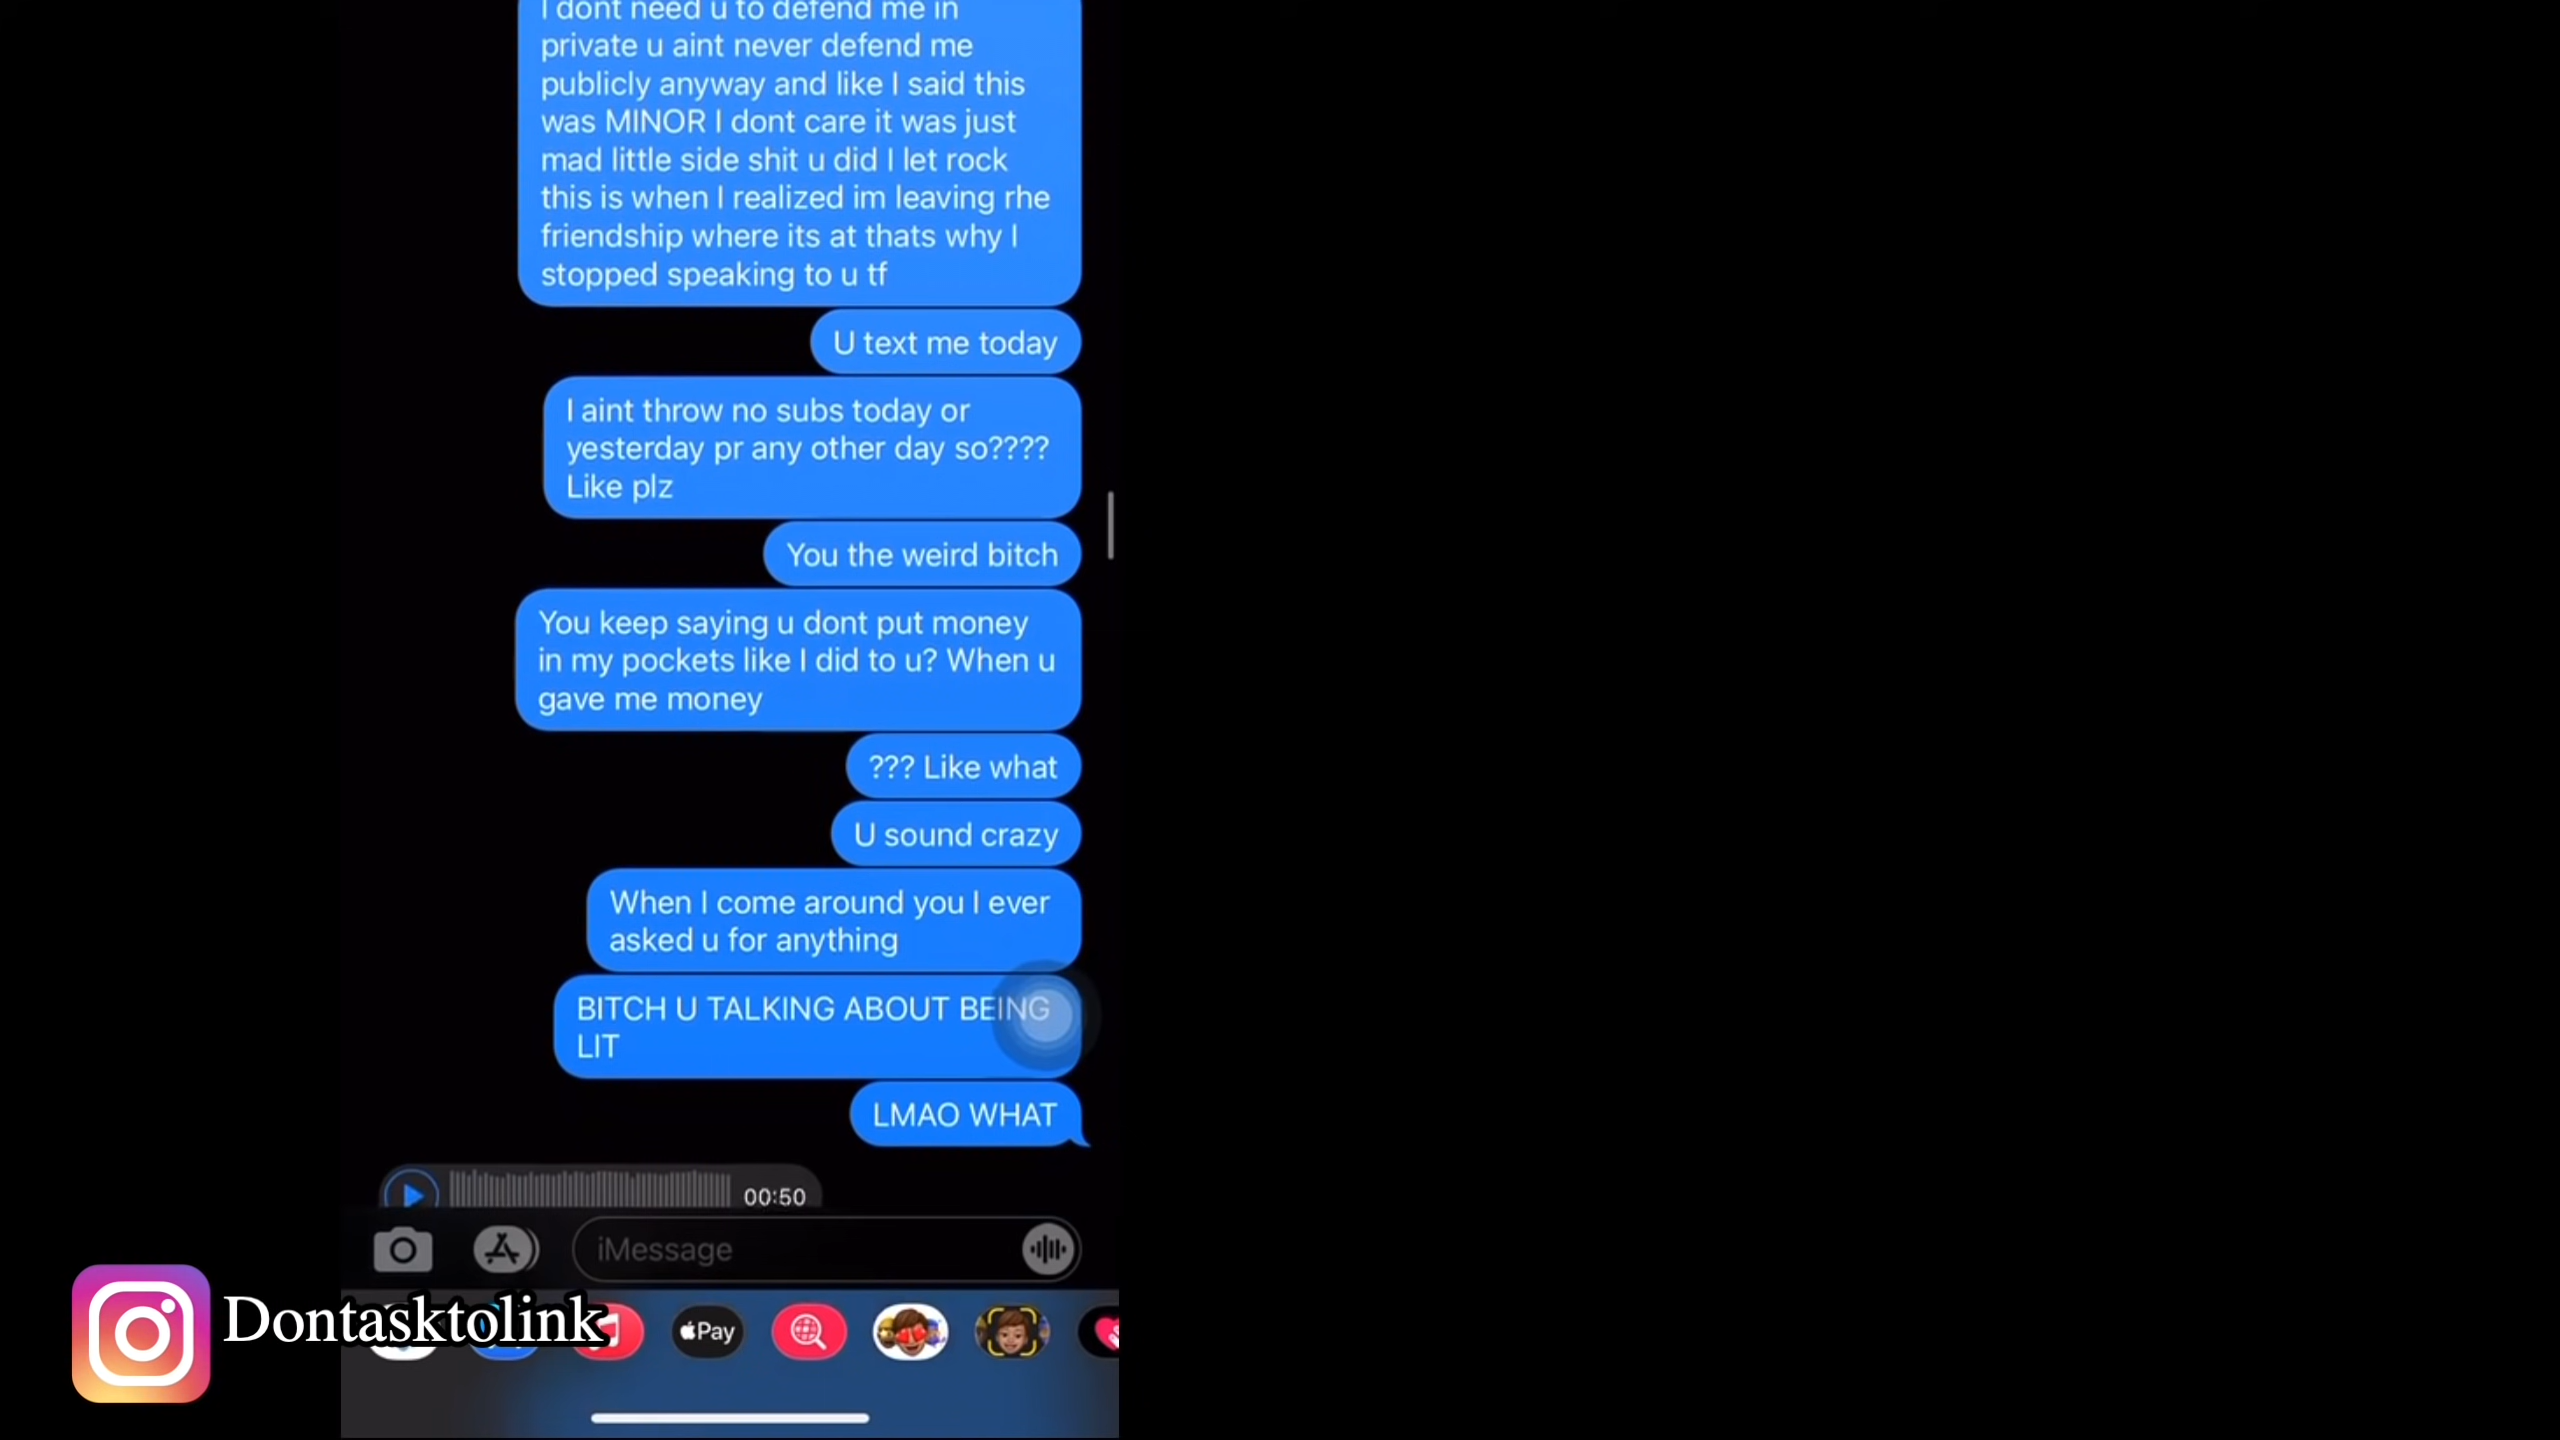 I dont need u to defend me in
private u aint never defend me
publicly anyway and like I said this
was MINOR I dont care it was just
mad little side shit u did I let rock
this is when I realized im leaving rhe
friendship where its at thats why I
stopped speaking to u tf
U text me today
I aint throw no subs today or
yesterday pr any other day so????
Like plz
You the weird bitch
You keep saying u dont put money
in my pockets like I did to u? When u
gave me money
??? Like what
U sound crazy
When I come around you I ever
asked u for anything
BITCH U TALKING ABOUT BEING
LIT
LMAO WHAT
00:50
iMessage
Dontasktolink
Pay